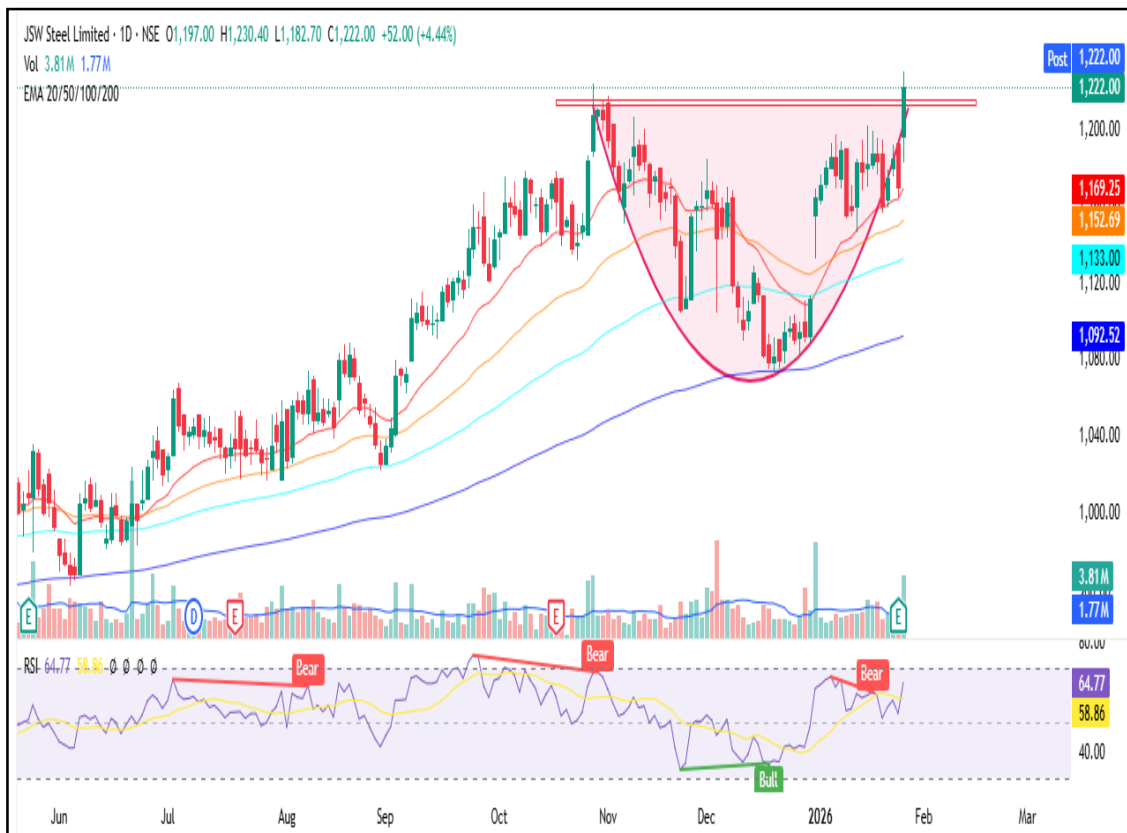 JSW Steel Limited · 1D · NSE O1,197.00 H1,230.40 L1,182.70 C1,222.00 +52.00 (+4.44%)
Vol 3.81M 1.77M
EMA 20/50/100/200
Post 1,222.00
1,222.00
1,200.00
1,169.25
1,152.69
1,133.00
1,120.00
1,092.52
1,080.00
1,040.00
1,000.00
3.81M
1.77M
E
D
E
E
E
RSI 64.77 58.86 Ø Ø Ø Ø
Bear
Bear
Bear
Bull
80.00
64.77
58.86
40.00
Jun Jul Aug Sep Oct Nov Dec 2026 Feb Mar